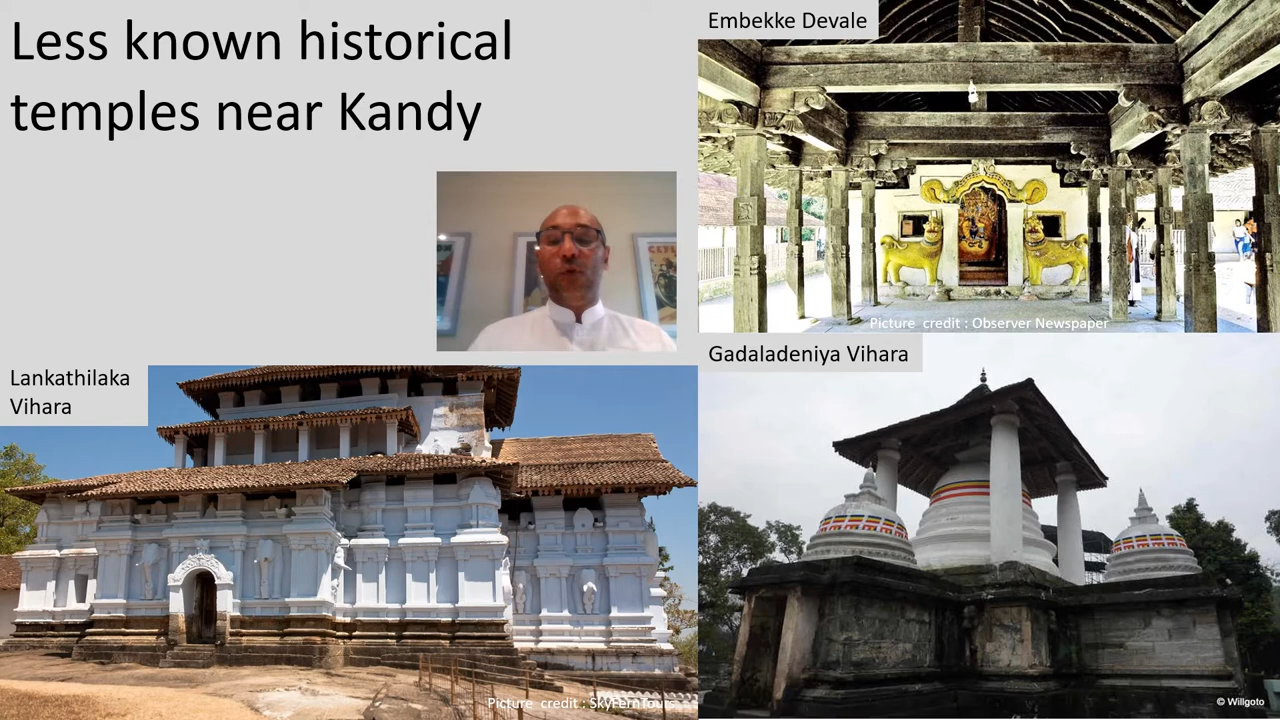 Less known historical
temples near Kandy
Embekke Devale
Picture credit : Observer Newspaper
Gadaladeniya Vihara
Lankathilaka
Vihara
Picture credit : SkyFernTours
© Willgoto